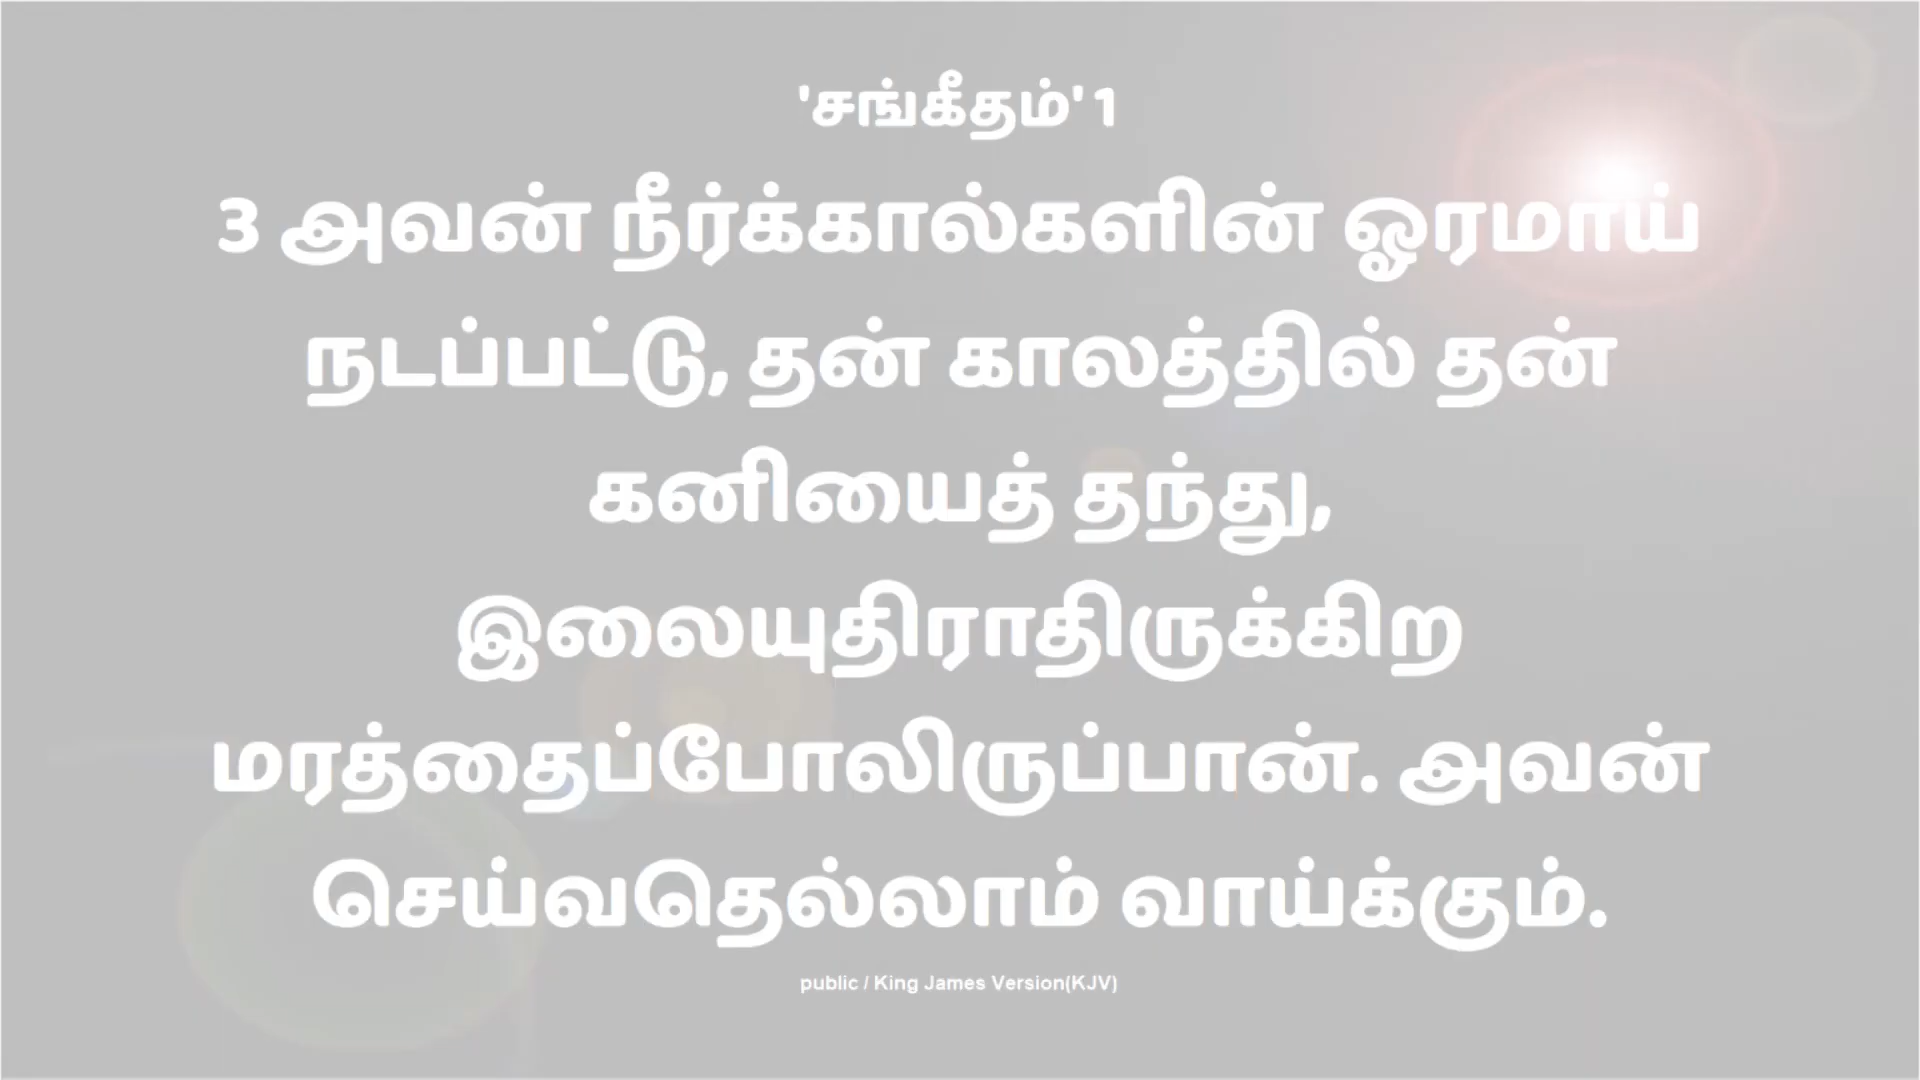 'சங்கீதம்' 1
3 அவன் நீர்க்கால்களின் ஓரமாய்
நடப்பட்டு, தன் காலத்தில் தன்
கனியைத் தந்து,
இலையுதிராதிருக்கிற
மரத்தைப்போலிருப்பான். அவன்
செய்வதெல்லாம் வாய்க்கும்.
public / King James Version(KJV)